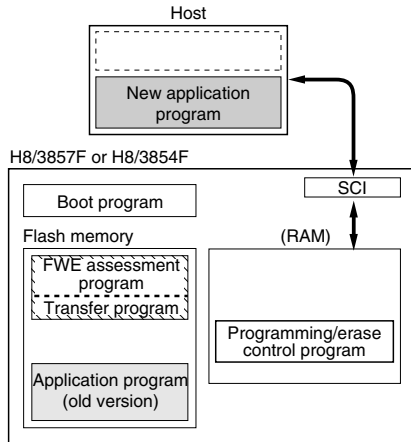 Host
New application
program
H8/3857F or H8/3854F
SCI
Boot program
Flash memory
(RAM)
FWE assessment
program
Transfer program
Programming/erase
control program
Application program
(old version)